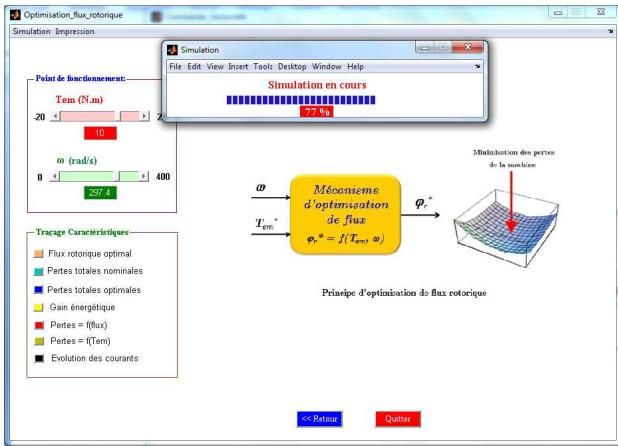 Optimisation_flux_rotorique
Simulation Impression
Simulation
File Edit View Insert Tools Desktop Window Help
Simulation en cours
77 %
Point de fonctionnement:
Tem (N.m)
-20
2
10
ω (rad/s)
0
400
297.4
Traçage Caractéristiques
Flux rotorique optimal
Pertes totales nominales
Pertes totales optimales
Gain énergétique
Pertes = f(flux)
Pertes = f(Tem)
Evolution des courants
ω
Tem*
Mécanisme
d'optimisation
de flux
φr* = f(Tem, ω)
φr*
Minimisation des pertes
de la machine
Principe d'optimisation de flux rotorique
<< Retour
Quitter